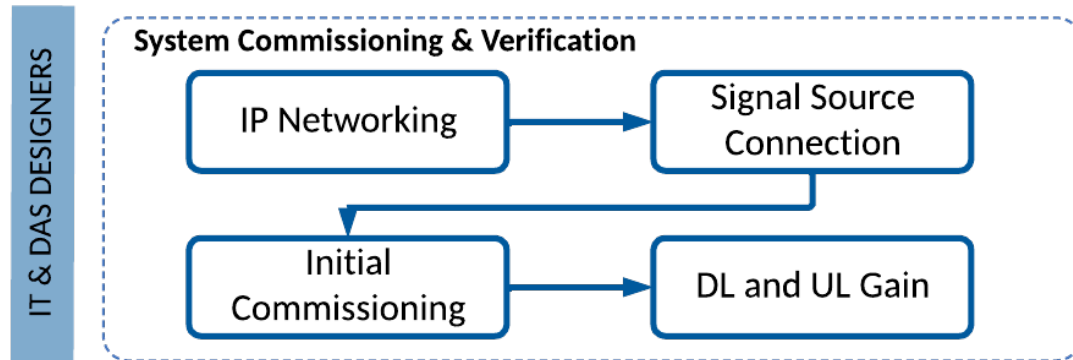 IT & DAS DESIGNERS
System Commissioning & Verification
IP Networking
Signal Source
Connection
Initial
Commissioning
DL and UL Gain